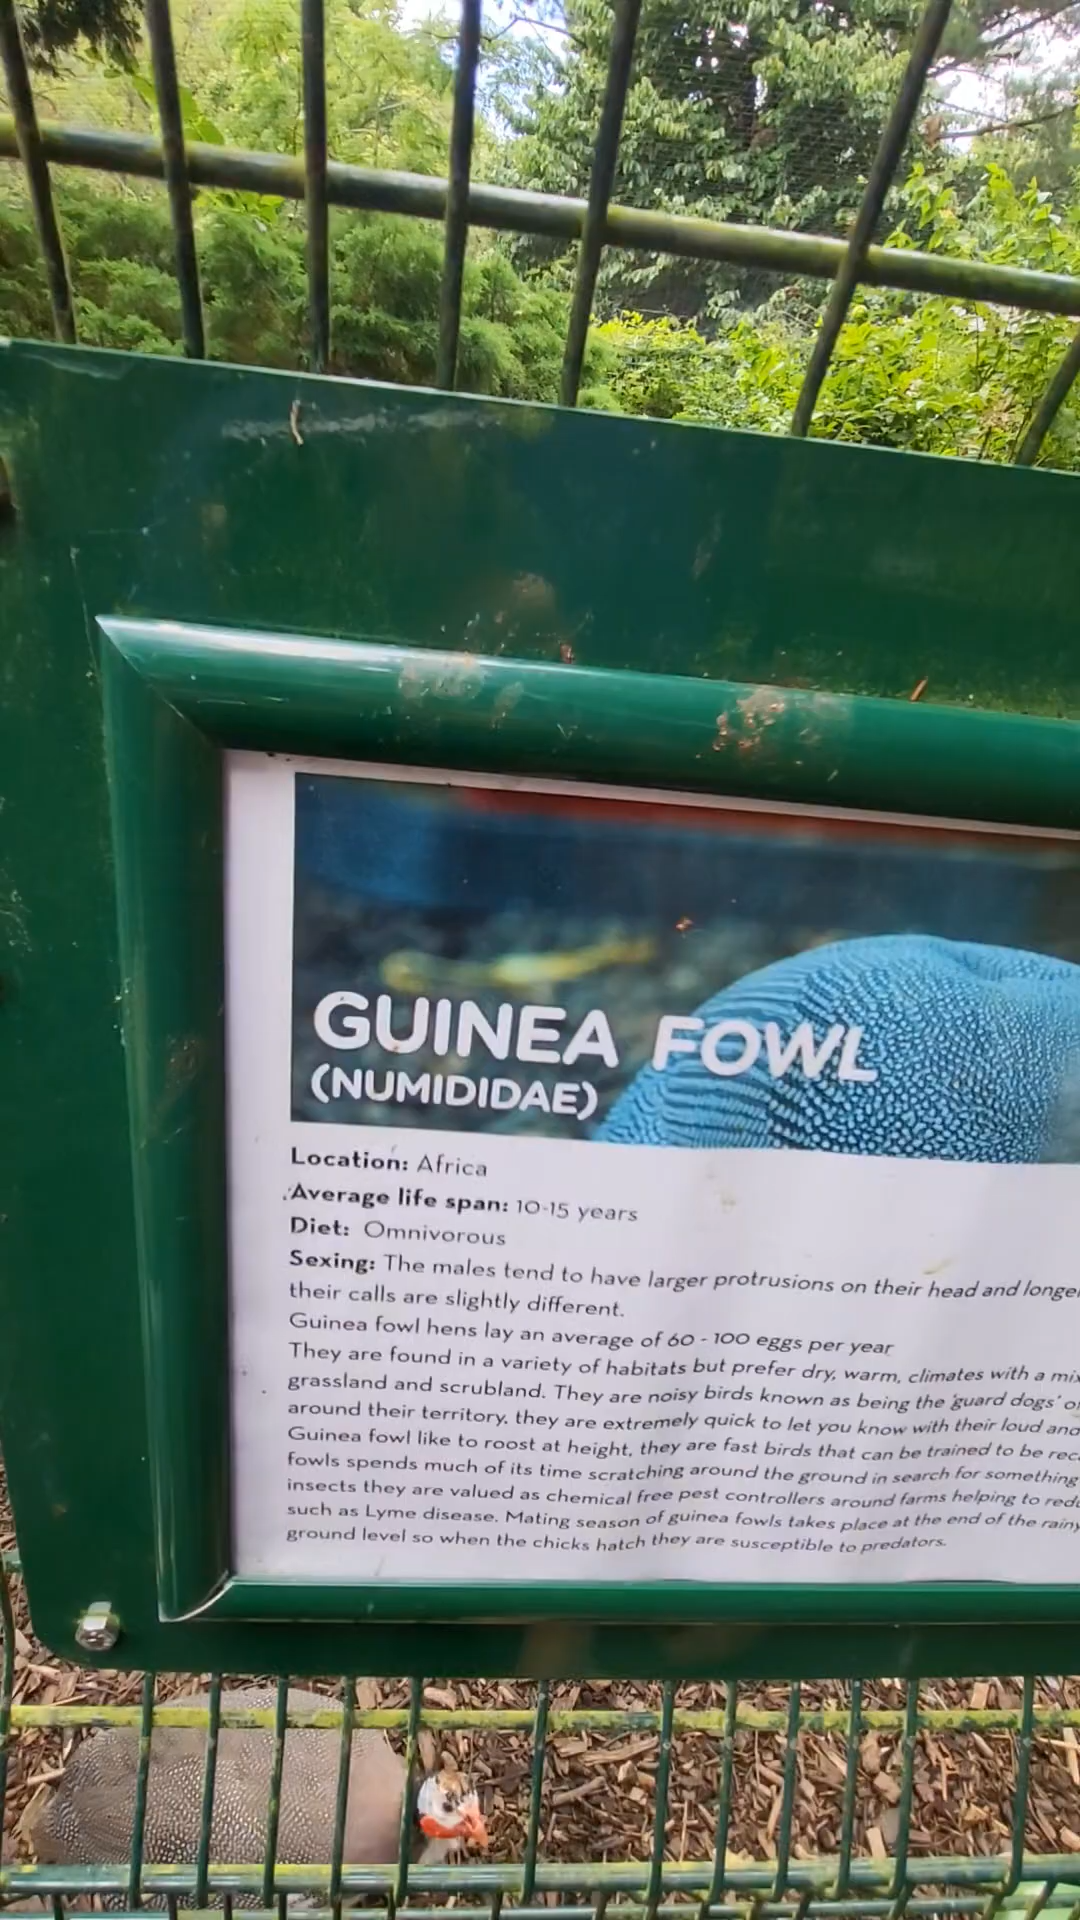 GUINEA FOWL
(NUMIDIDAE)
Location: Africa
Average life span: 10-15 years
Diet: Omnivorous
Sexing: The males tend to have larger protrusions on their head and longe
their calls are slightly different.
Guinea fowl hens lay an average of 60 - 100 eggs per year
They are found in a variety of habitats but prefer dry, warm, climates with a mix
grassland and scrubland. They are noisy birds known as being the 'guard dogs' o
around their territory, they are extremely quick to let you know with their loud and
Guinea fowl like to roost at height, they are fast birds that can be trained to be rec
fowls spends much of its time scratching around the ground in search for something
insects they are valued as chemical free pest controllers around farms helping to redu
such as Lyme disease. Mating season of guinea fowls takes place at the end of the rainy
ground level so when the chicks hatch they are susceptible to predators.